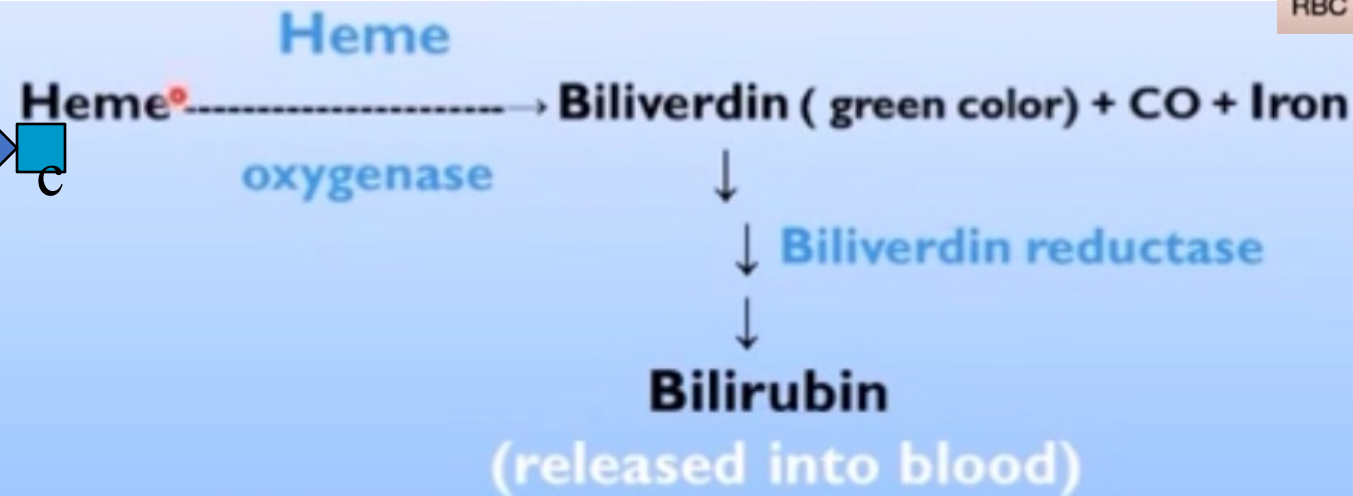 RBC
Heme
Heme ----------------------→ Biliverdin ( green color) + CO + Iron
c
oxygenase
↓
↓ Biliverdin reductase
↓
Bilirubin
(released into blood)